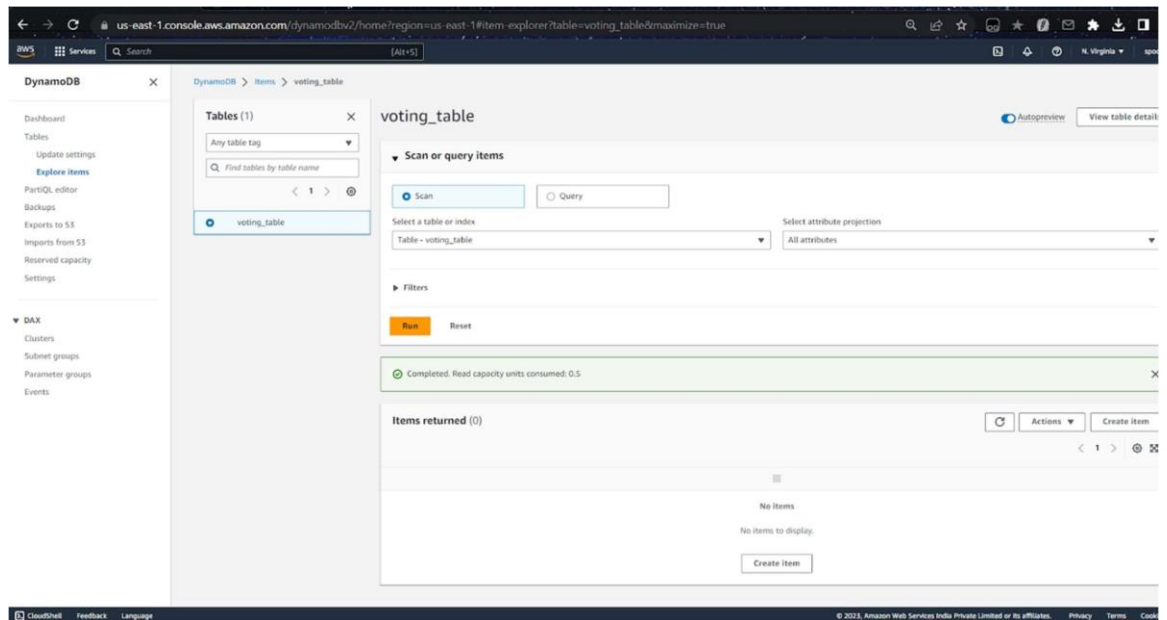 us-east-1.console.aws.amazon.com/dynamodbv2/home?region=us-east-1#item-explorer?table=voting_table&maximize=true
aws Services Search [Alt+S] N. Virginia
DynamoDB
DynamoDB > Items > voting_table
Dashboard
Tables
Update settings
Explore items
PartiQL editor
Backups
Exports to S3
Imports from S3
Reserved capacity
Settings
DAX
Clusters
Subnet groups
Parameter groups
Events
Tables (1)
Any table tag
Find tables by table name
1
voting_table
voting_table
Autopreview View table detail
Scan or query items
Scan Query
Select a table or index Select attribute projection
Table - voting_table All attributes
Filters
Run Reset
Completed. Read capacity units consumed: 0.5
Items returned (0) Actions Create item
1
No items
No items to display.
Create item
CloudShell Feedback Language © 2023, Amazon Web Services India Private Limited or its affiliates. Privacy Terms Cooki